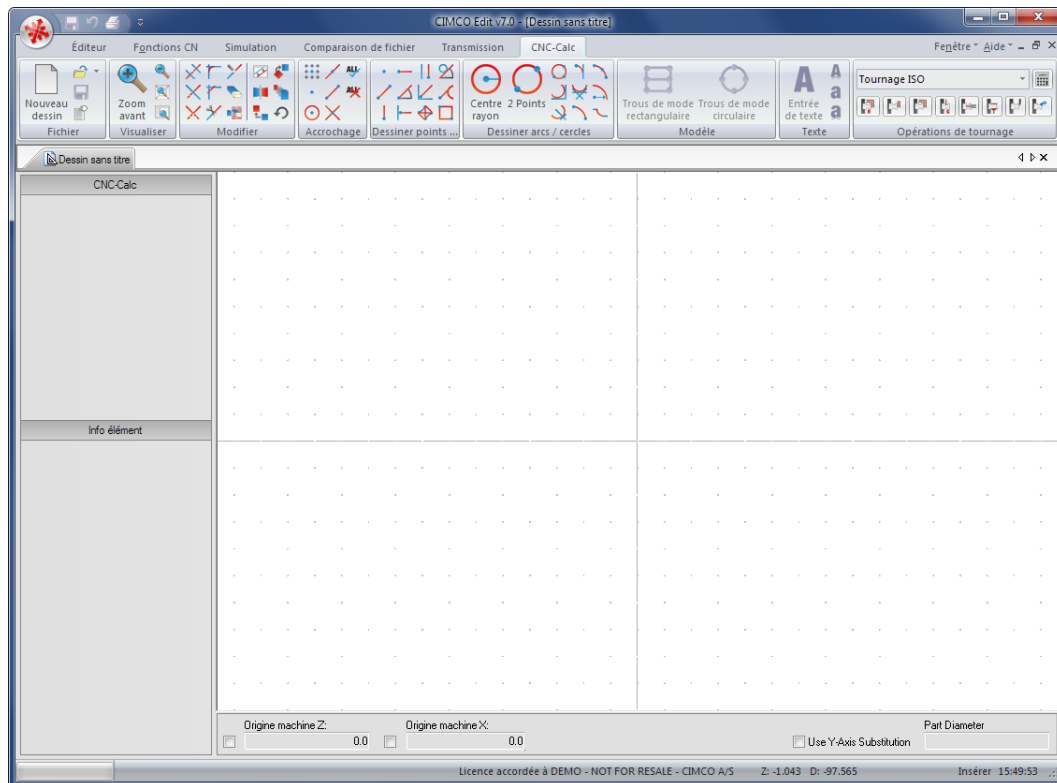 CIMCO Edit v7.0 - [Dessin sans titre]
Éditeur Fonctions CN Simulation Comparaison de fichier Transmission CNC-Calc Fenêtre Aide
Nouveau dessin
Fichier
Zoom avant
Visualiser
Modifier
ALL
ALL
Accrochage
Dessiner points ...
Centre rayon
2 Points
Dessiner arcs / cercles
Trous de mode rectangulaire
Trous de mode circulaire
Modèle
A
Entrée de texte
A
a
a
Texte
Tournage ISO
Opérations de tournage
Dessin sans titre
CNC-Calc
Info élément
Origine machine Z: Origine machine X: Part Diameter
0.0 0.0 Use Y-Axis Substitution
Licence accordée à DEMO - NOT FOR RESALE - CIMCO A/S Z: -1.043 D: -97.565 Insérer 15:49:53